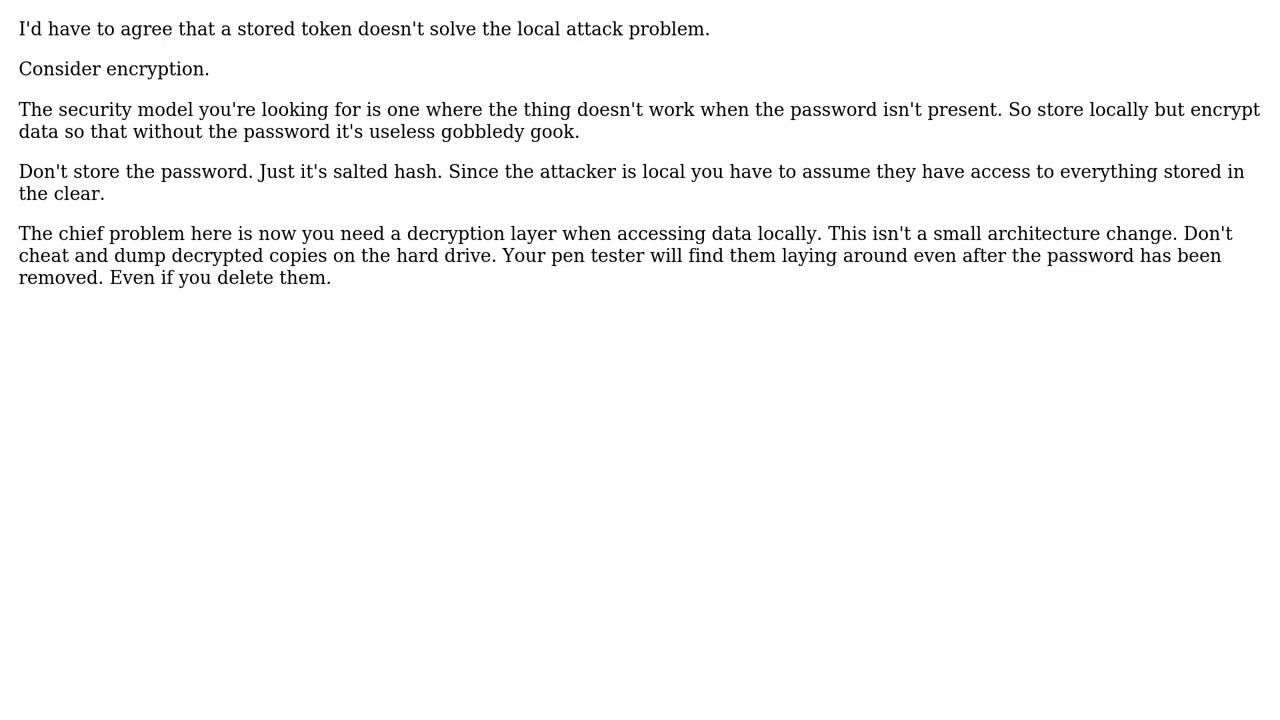 I'd have to agree that a stored token doesn't solve the local attack problem.
Consider encryption.
The security model you're looking for is one where the thing doesn't work when the password isn't present. So store locally but encrypt
data so that without the password it's useless gobbledy gook.
Don't store the password. Just it's salted hash. Since the attacker is local you have to assume they have access to everything stored in
the clear.
The chief problem here is now you need a decryption layer when accessing data locally. This isn't a small architecture change. Don't
cheat and dump decrypted copies on the hard drive. Your pen tester will find them laying around even after the password has been
removed. Even if you delete them.